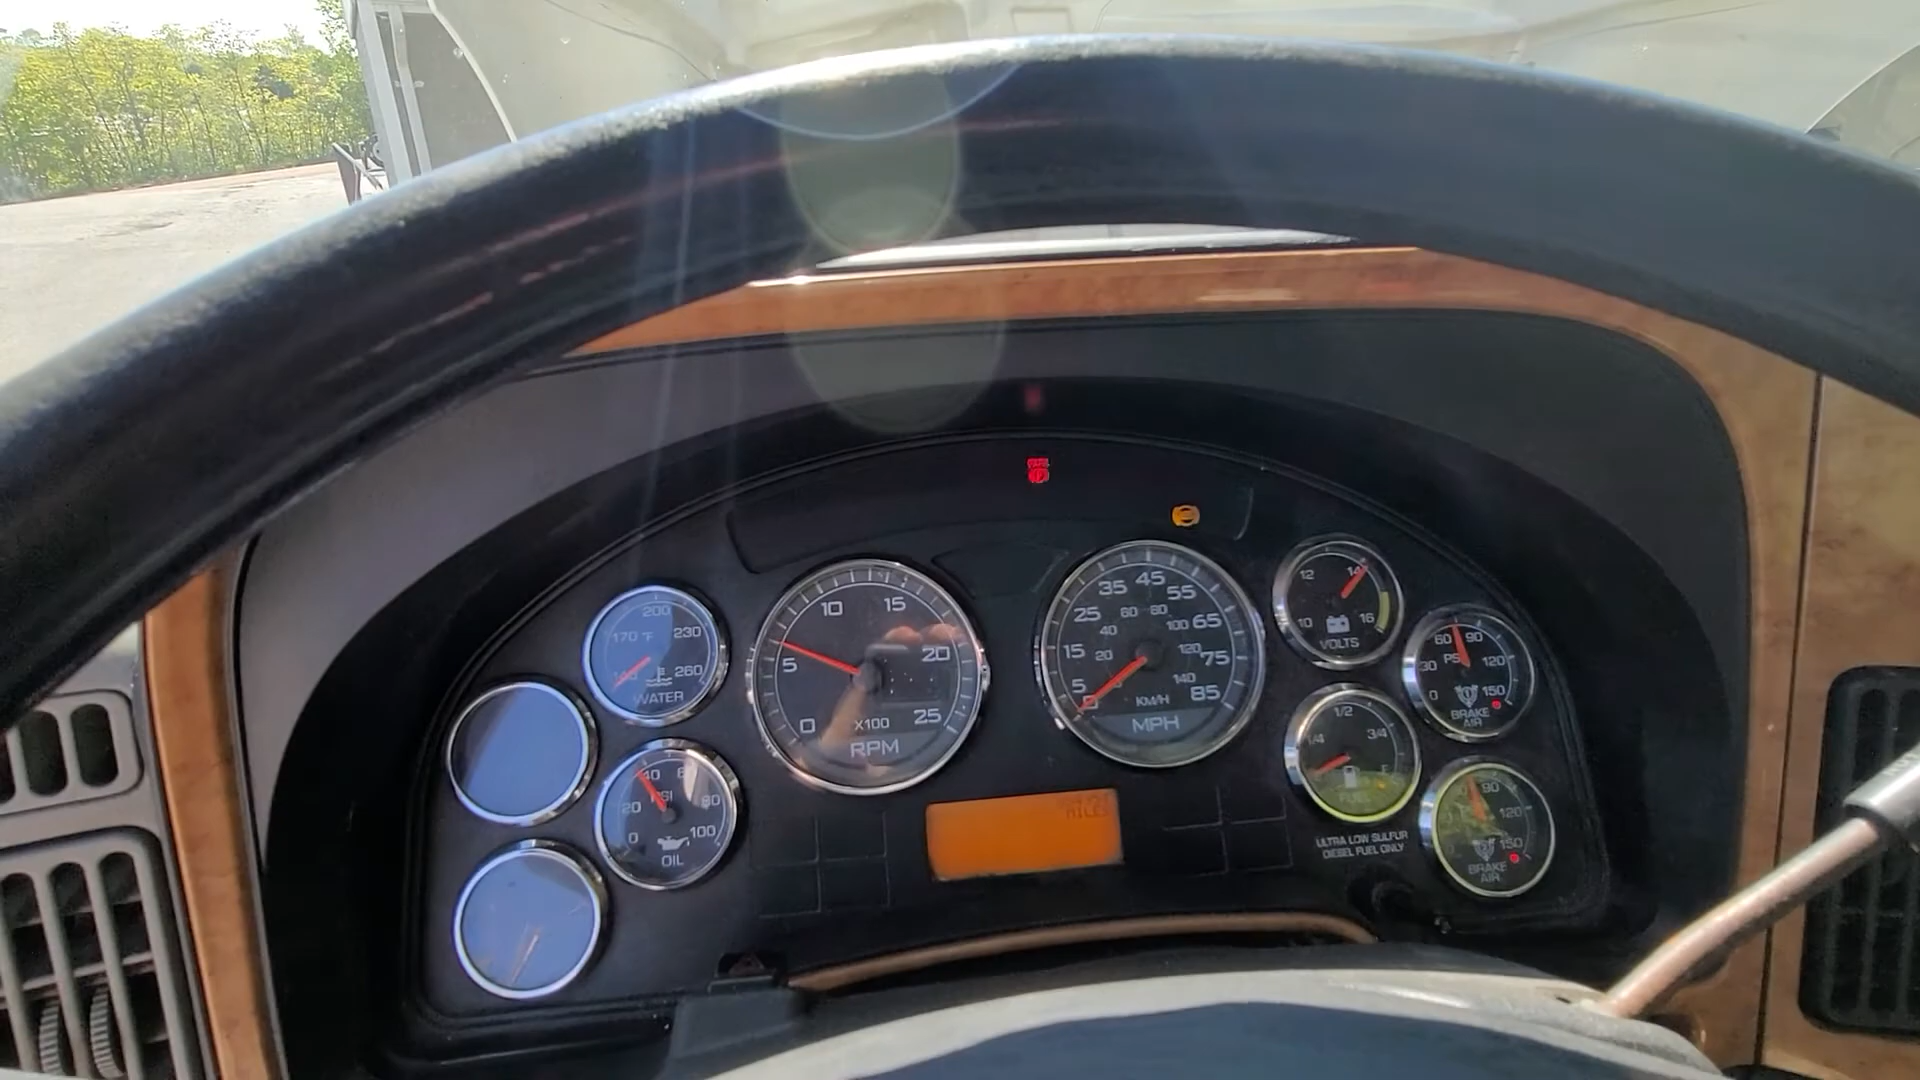 200
170 °F 230
140 260
WATER
40
20 PSI 80
0 100
OIL
10 15
5 20
0 25
X100
RPM
35 45 55
25 60 80 65
40 100
15 20 120 75
5 140 85
0
KM/H
MPH
12 14
10 16
VOLTS
60 90
30 PSI 120
0 150
BRAKE
AIR
1/2
1/4 3/4
FUEL
ULTRA LOW SULFUR
DIESEL FUEL ONLY
90
120
150
BRAKE
AIR
MILES